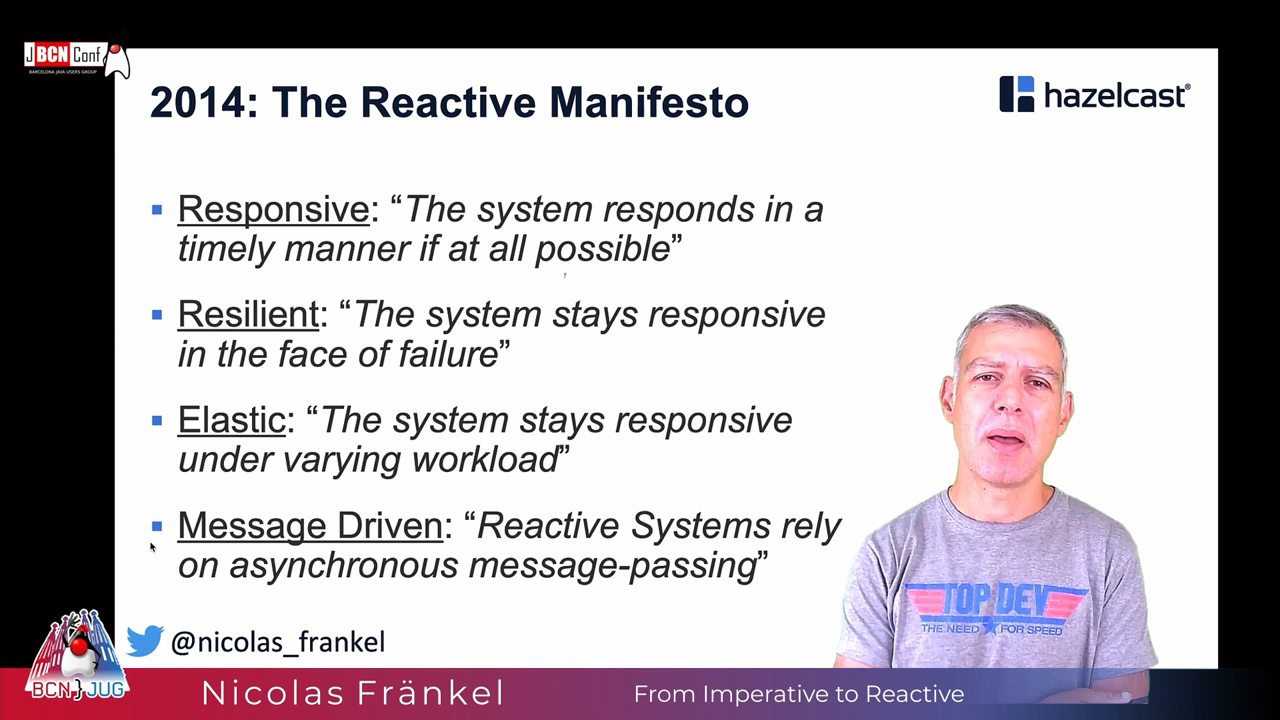 JBCNConf
BARCELONA JAVA USERS GROUP
2014: The Reactive Manifesto
hazelcast®
▪ Responsive: “The system responds in a
timely manner if at all possible”
▪ Resilient: “The system stays responsive
in the face of failure”
▪ Elastic: “The system stays responsive
under varying workload”
▪ Message Driven: “Reactive Systems rely
on asynchronous message-passing”
TOP DEV
THE NEED FOR SPEED
@nicolas_frankel
BCN}JUG
Nicolas Fränkel
From Imperative to Reactive